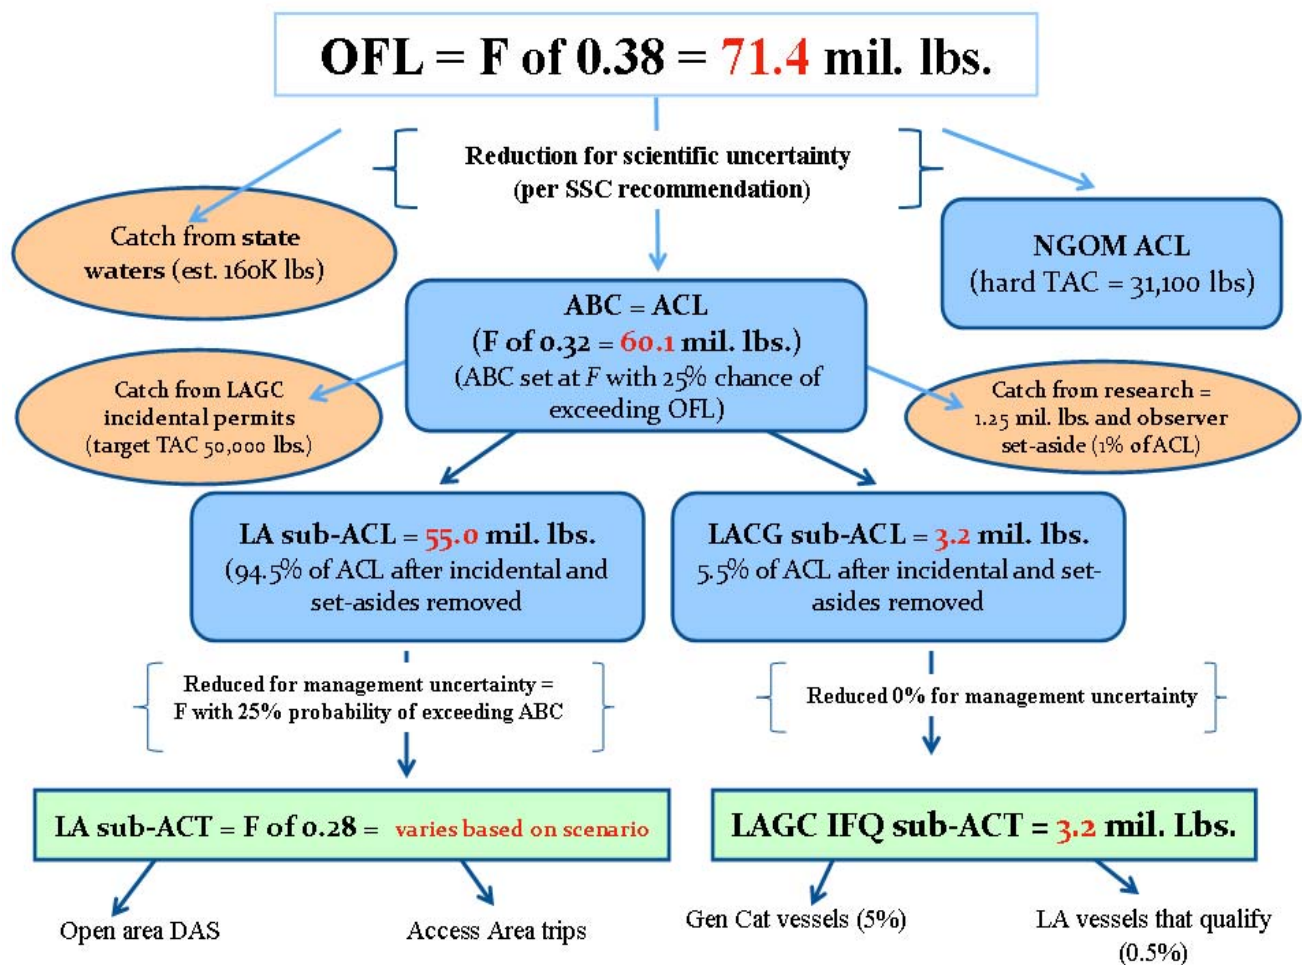 OFL = F of 0.38 = 71.4 mil. lbs.
Reduction for scientific uncertainty
(per SSC recommendation)
Catch from state
waters (est. 160K lbs)
NGOM ACL
(hard TAC = 31,100 lbs)
ABC = ACL
(F of 0.32 = 60.1 mil. lbs.)
(ABC set at F with 25% chance of
exceeding OFL)
Catch from LAGC
incidental permits
(target TAC 50,000 lbs.)
Catch from research =
1.25 mil. lbs. and observer
set-aside (1% of ACL)
LA sub-ACL = 55.0 mil. lbs.
(94.5% of ACL after incidental and
set-asides removed
LACG sub-ACL = 3.2 mil. lbs.
5.5% of ACL after incidental and set-
asides removed
Reduced for management uncertainty =
F with 25% probability of exceeding ABC
Reduced 0% for management uncertainty
LA sub-ACT = F of 0.28 = varies based on scenario
LAGC IFQ sub-ACT = 3.2 mil. Lbs.
Open area DAS
Access Area trips
Gen Cat vessels (5%)
LA vessels that qualify
(0.5%)